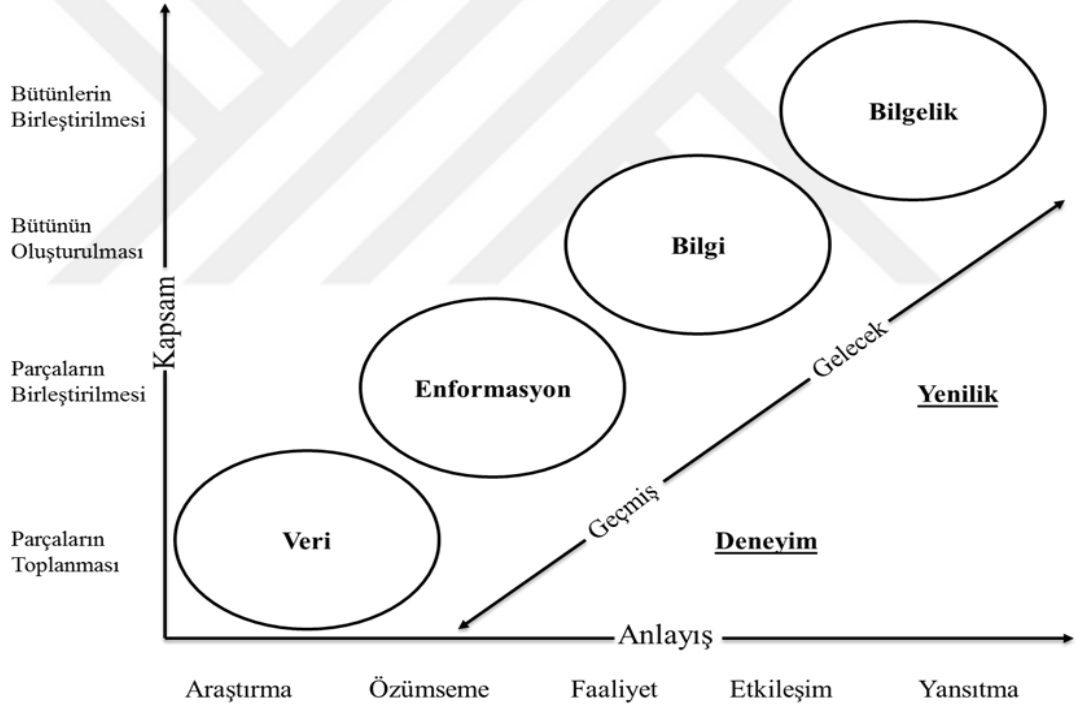 Bütünlerin
Birleştirilmesi
Bilgelik
Bütünün
Oluşturulması
Bilgi
Kapsam
Gelecek
Parçaların
Birleştirilmesi
Enformasyon
Yenilik
Geçmiş
Parçaların
Toplanması
Veri
Deneyim
Anlayış
Araştırma Özümseme Faaliyet Etkileşim Yansıtma